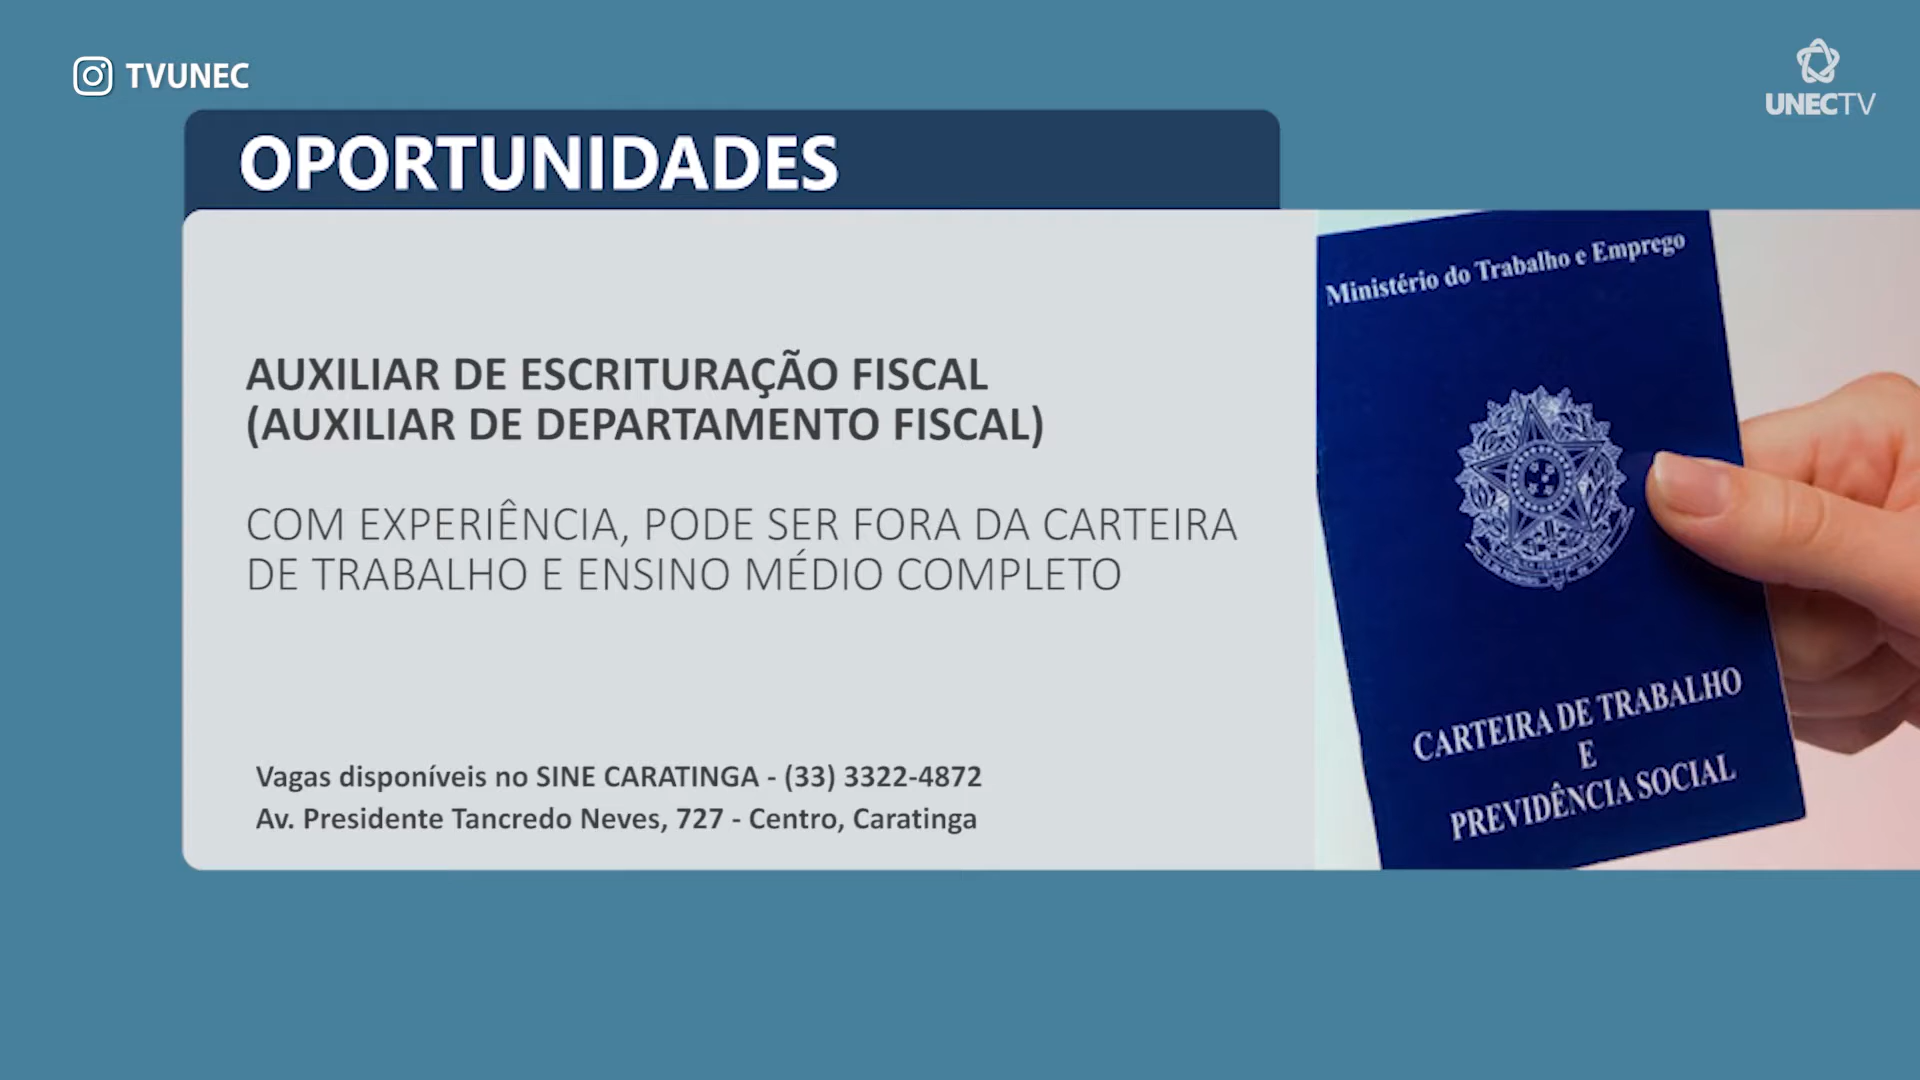 TVUNEC
UNECTV
OPORTUNIDADES
AUXILIAR DE ESCRITURAÇÃO FISCAL
(AUXILIAR DE DEPARTAMENTO FISCAL)
COM EXPERIÊNCIA, PODE SER FORA DA CARTEIRA
DE TRABALHO E ENSINO MÉDIO COMPLETO
Vagas disponíveis no SINE CARATINGA - (33) 3322-4872
Av. Presidente Tancredo Neves, 727 - Centro, Caratinga
Ministério do Trabalho e Emprego
CARTEIRA DE TRABALHO
E
PREVIDÊNCIA SOCIAL